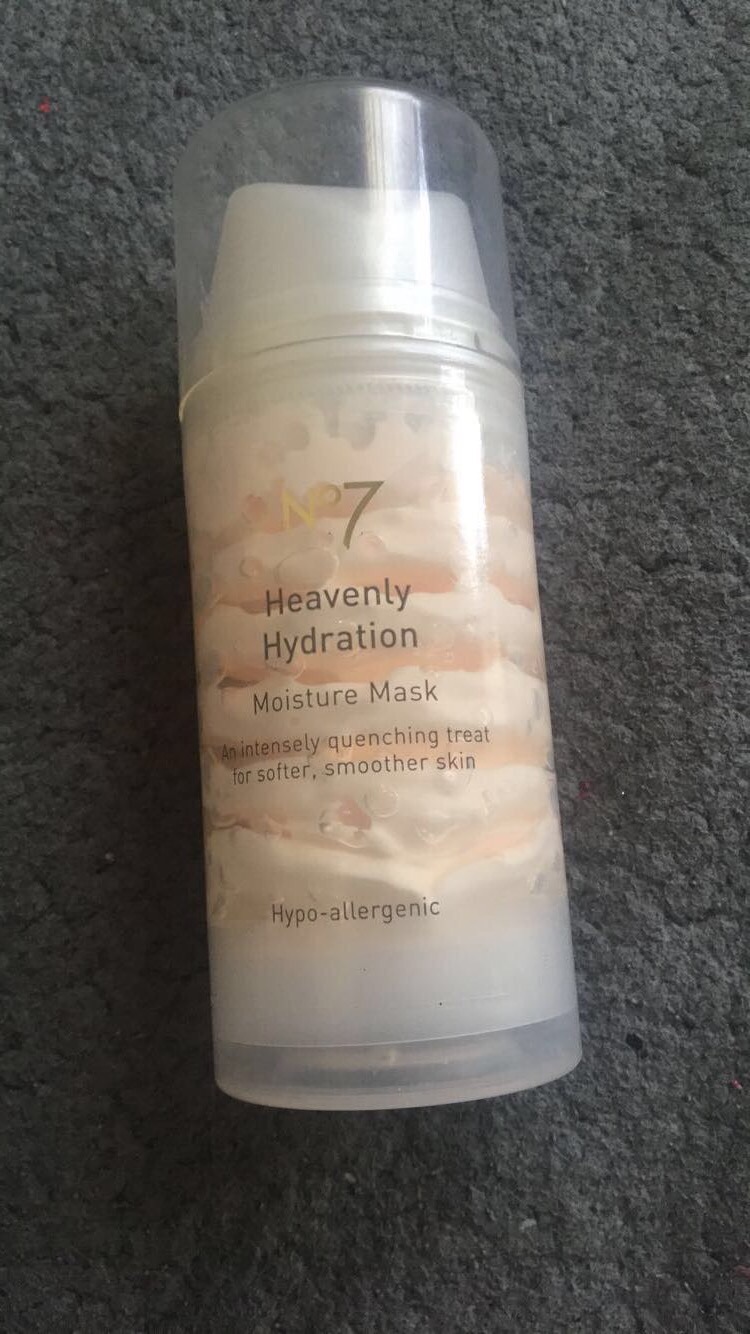 Nº7
Heavenly
Hydration
Moisture Mask
An intensely quenching treat
for softer, smoother skin
Hypo-allergenic